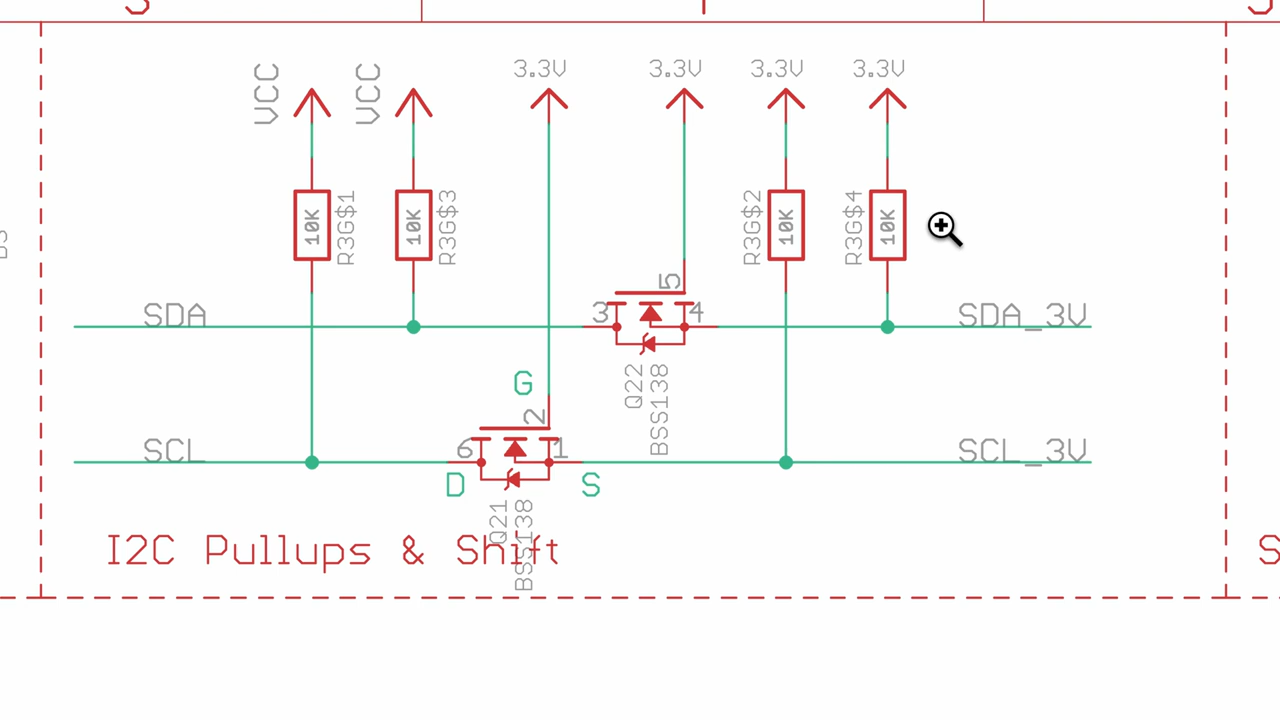 VCC
VCC
3.3V
3.3V
3.3V
3.3V
10K
R3G$1
10K
R3G$3
R3G$2
10K
R3G$4
10K
5
SDA
3
4
SDA_3V
Q22
BSS138
G
2
SCL
6
1
SCL_3V
D
S
Q21
BSS138
I2C Pullups & Shift